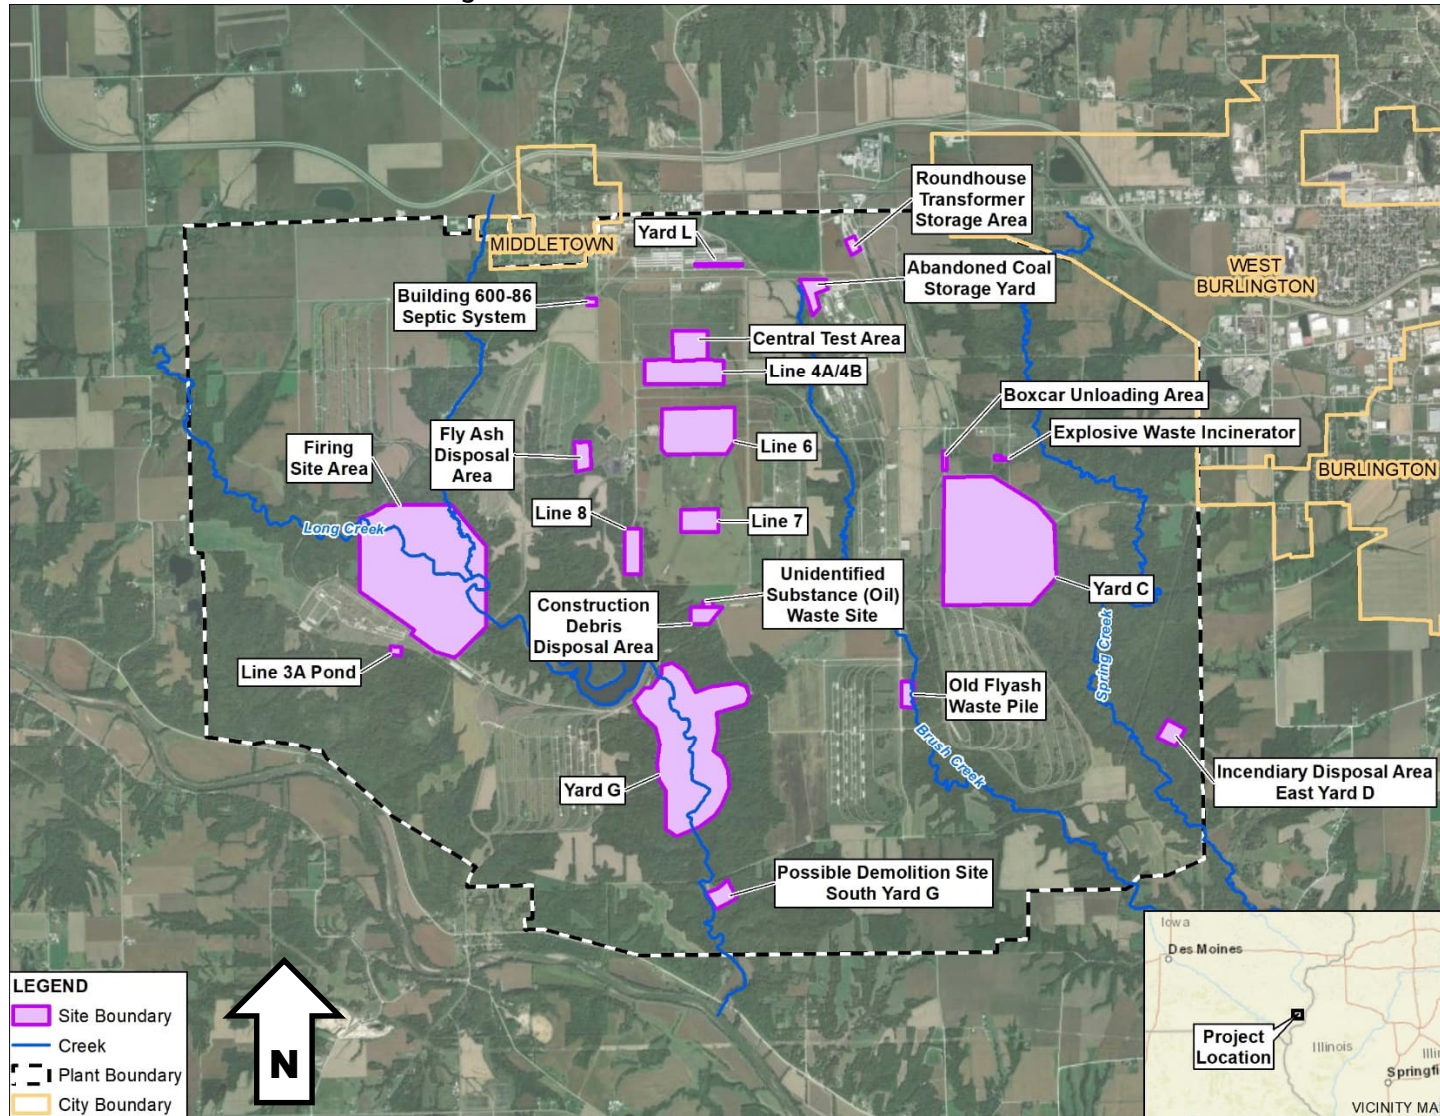 Roundhouse
Transformer
Storage Area
Yard L
MIDDLETOWN
Abandoned Coal
Storage Yard
WEST
BURLINGTON
Building 600-86
Septic System
Central Test Area
Line 4A/4B
Boxcar Unloading Area
Explosive Waste Incinerator
Firing
Site Area
Fly Ash
Disposal
Area
Line 6
BURLINGTON
Long Creek
Line 8
Line 7
Unidentified
Substance (Oil)
Waste Site
Yard C
Construction
Debris
Disposal Area
Spring Creek
Line 3A Pond
Old Flyash
Waste Pile
Brush Creek
Yard G
Incendiary Disposal Area
East Yard D
Possible Demolition Site
South Yard G
LEGEND
Site Boundary
Creek
Plant Boundary
City Boundary
N
Iowa
Des Moines
Project
Location
Illinois
Illi
Springfi
VICINITY MA